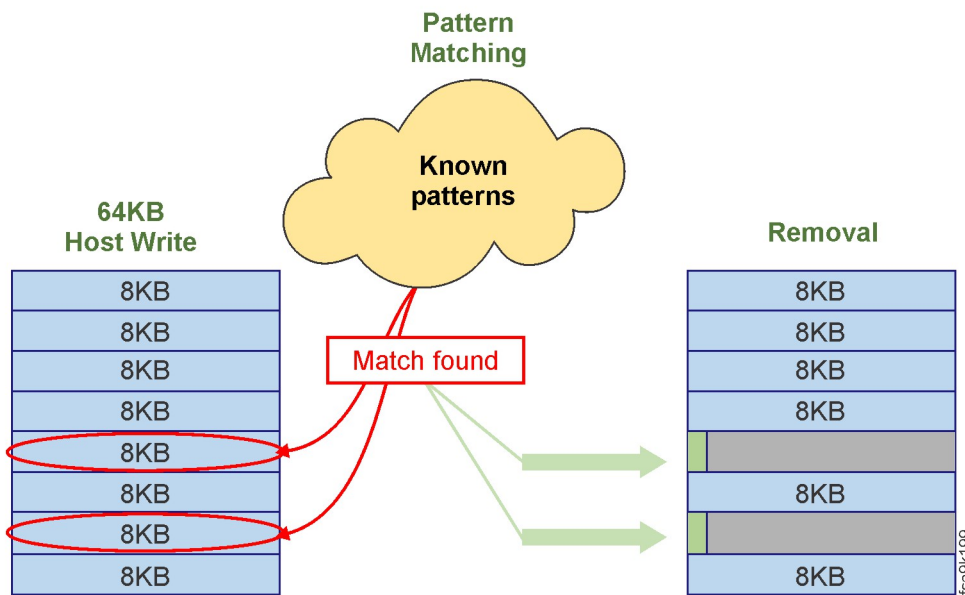 Pattern
Matching
Known
patterns
64KB
Host Write
Removal
8KB
8KB
8KB
8KB
8KB
8KB
8KB
8KB
Match found
8KB
8KB
8KB
8KB
8KB
8KB